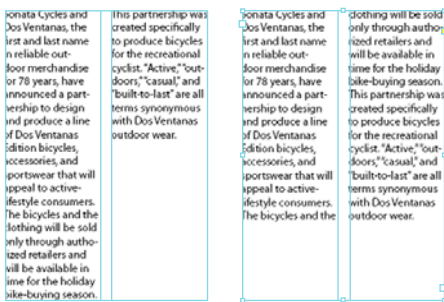 Sonata Cycles and
Dos Ventanas, the
first and last name
in reliable out-
door merchandise
for 78 years, have
announced a part-
nership to design
and produce a line
of Dos Ventanas
Edition bicycles,
accessories, and
sportswear that will
appeal to active-
lifestyle consumers.
The bicycles and the
clothing will be sold
only through autho-
rized retailers and
will be available in
time for the holiday
bike-buying season.
This partnership was
created specifically
to produce bicycles
for the recreational
cyclist. "Active," "out-
doors," "casual," and
"built-to-last" are all
terms synonymous
with Dos Ventanas
outdoor wear.
Sonata Cycles and
Dos Ventanas, the
first and last name
in reliable out-
door merchandise
for 78 years, have
announced a part-
nership to design
and produce a line
of Dos Ventanas
Edition bicycles,
accessories, and
sportswear that will
appeal to active-
lifestyle consumers.
The bicycles and the
clothing will be sold
only through autho-
rized retailers and
will be available in
time for the holiday
bike-buying season.
This partnership was
created specifically
to produce bicycles
for the recreational
cyclist. "Active," "out-
doors," "casual," and
"built-to-last" are all
terms synonymous
with Dos Ventanas
outdoor wear.